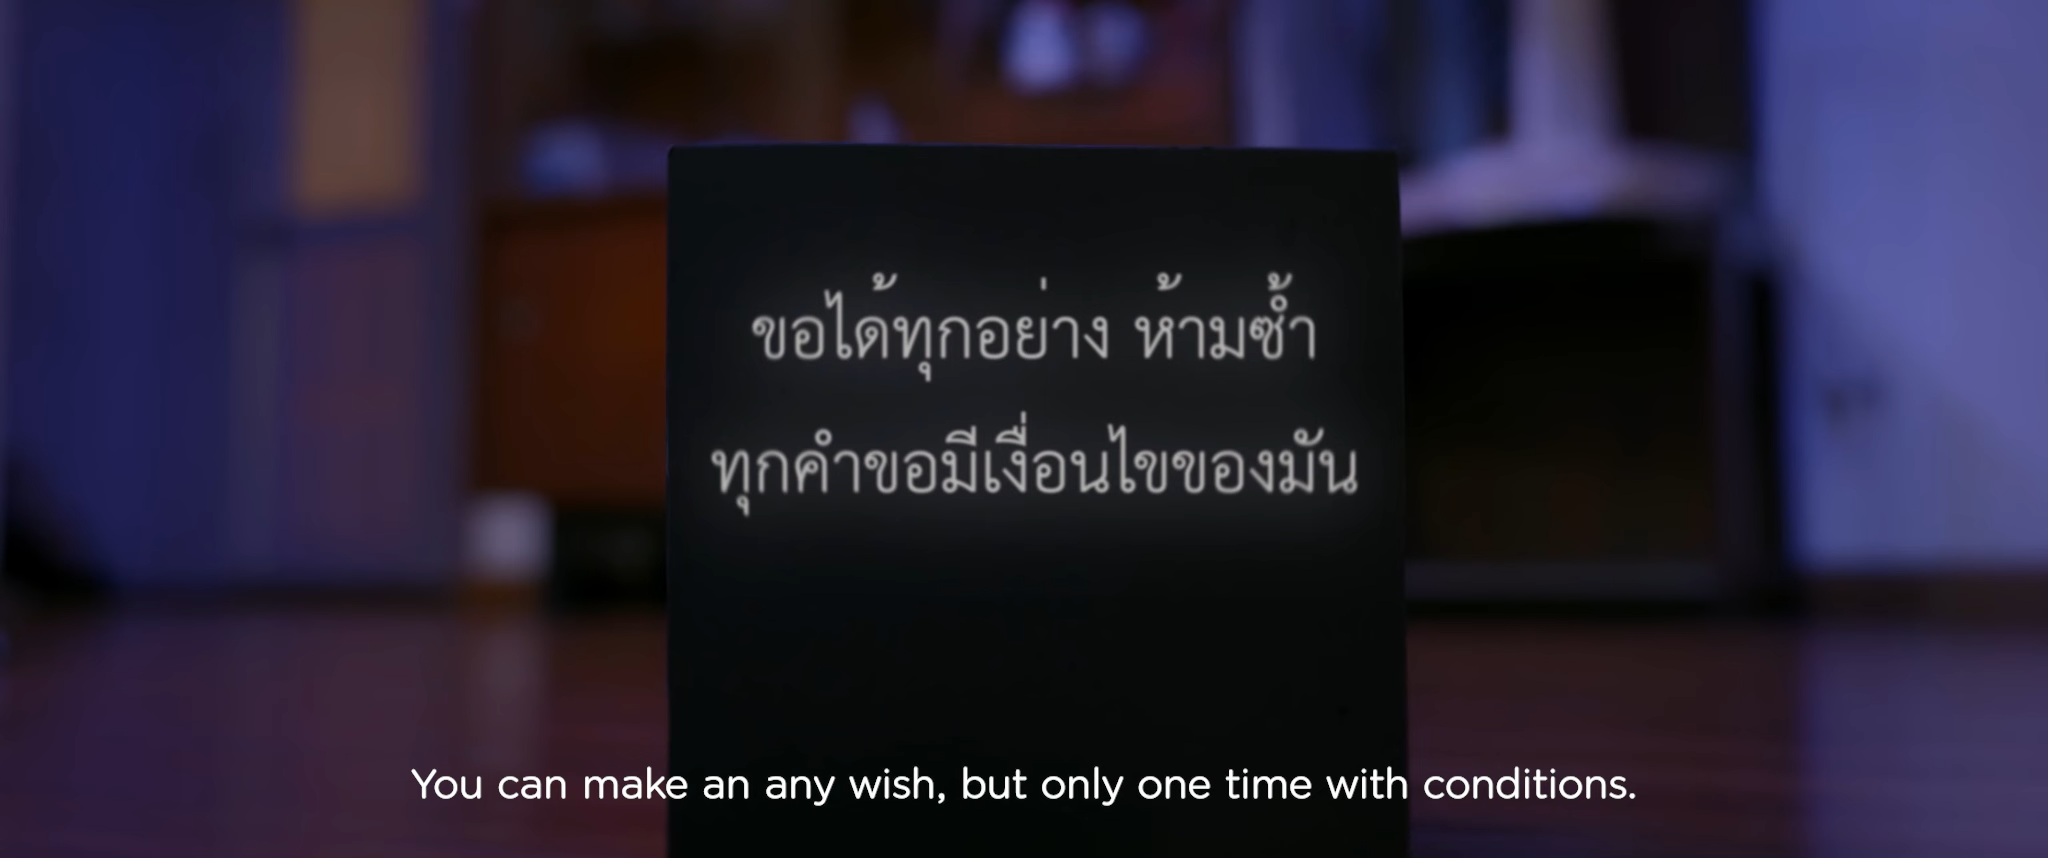 ขอได้ทุกอย่าง ห้ามซ้ำ
ทุกคำขอมีเงื่อนไขของมัน
You can make an any wish, but only one time with conditions.